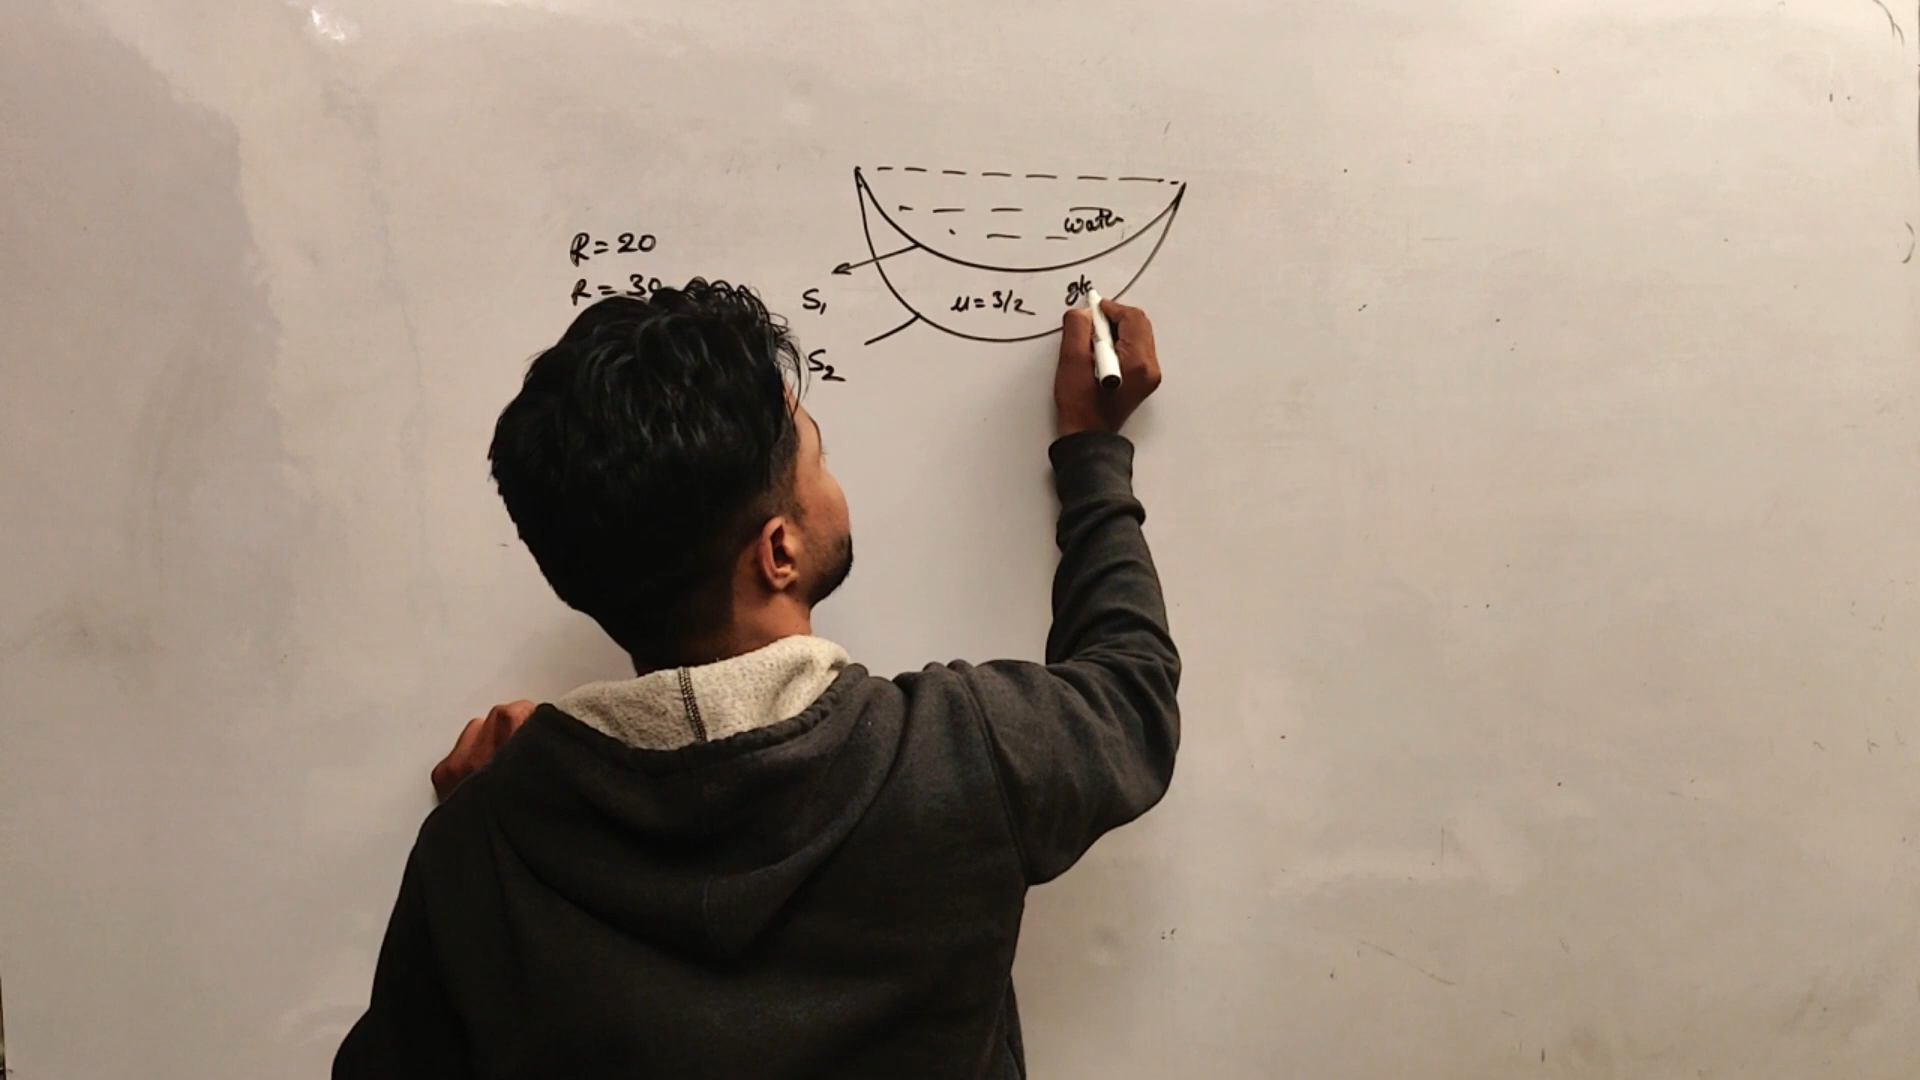 water
R=20
R=30
S₁
μ=3/2
S₂